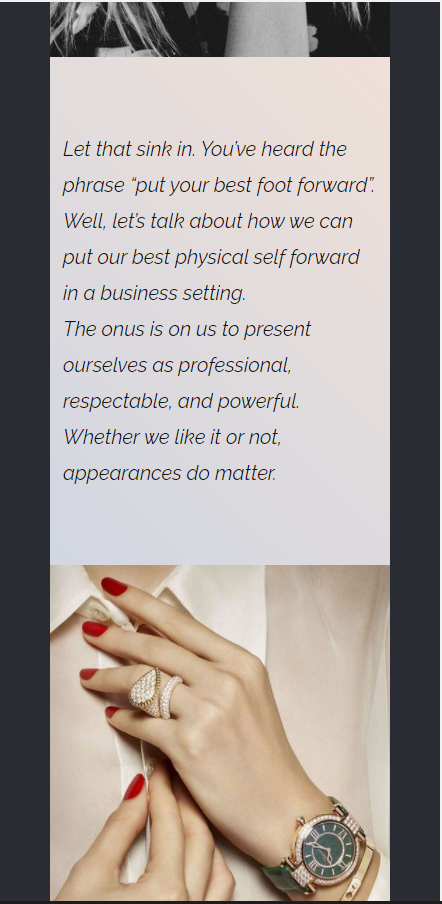 Let that sink in. You’ve heard the
phrase “put your best foot forward”.
Well, let’s talk about how we can
put our best physical self forward
in a business setting.
The onus is on us to present
ourselves as professional,
respectable, and powerful.
Whether we like it or not,
appearances do matter.